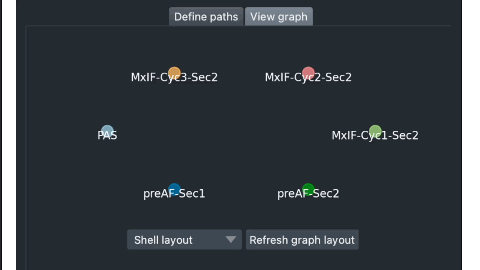 Define paths View graph
MxIF-Cyc3-Sec2 MxIF-Cyc2-Sec2
PAS MxIF-Cyc1-Sec2
preAF-Sec1 preAF-Sec2
Shell layout Refresh graph layout